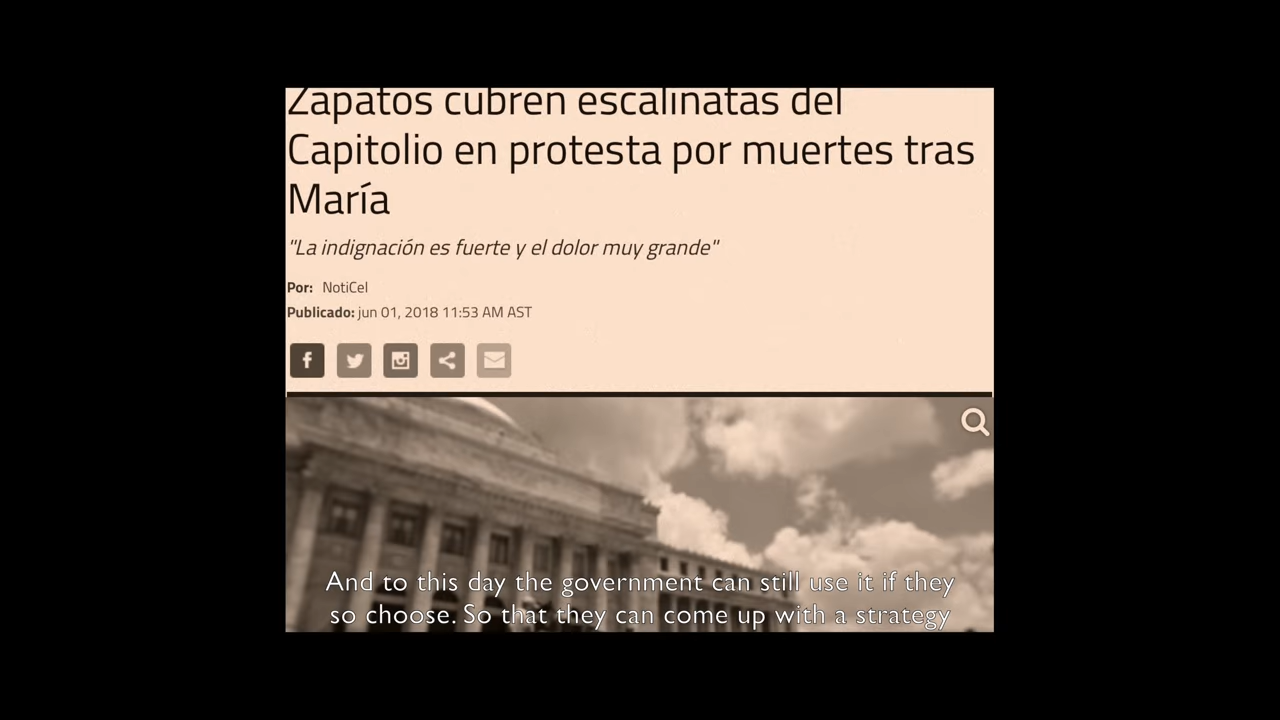 Zapatos cubren escalinatas del
Capitolio en protesta por muertes tras
María
"La indignación es fuerte y el dolor muy grande"
Por: NotiCel
Publicado: jun 01, 2018 11:53 AM AST
And to this day the government can still use it if they
so choose. So that they can come up with a strategy